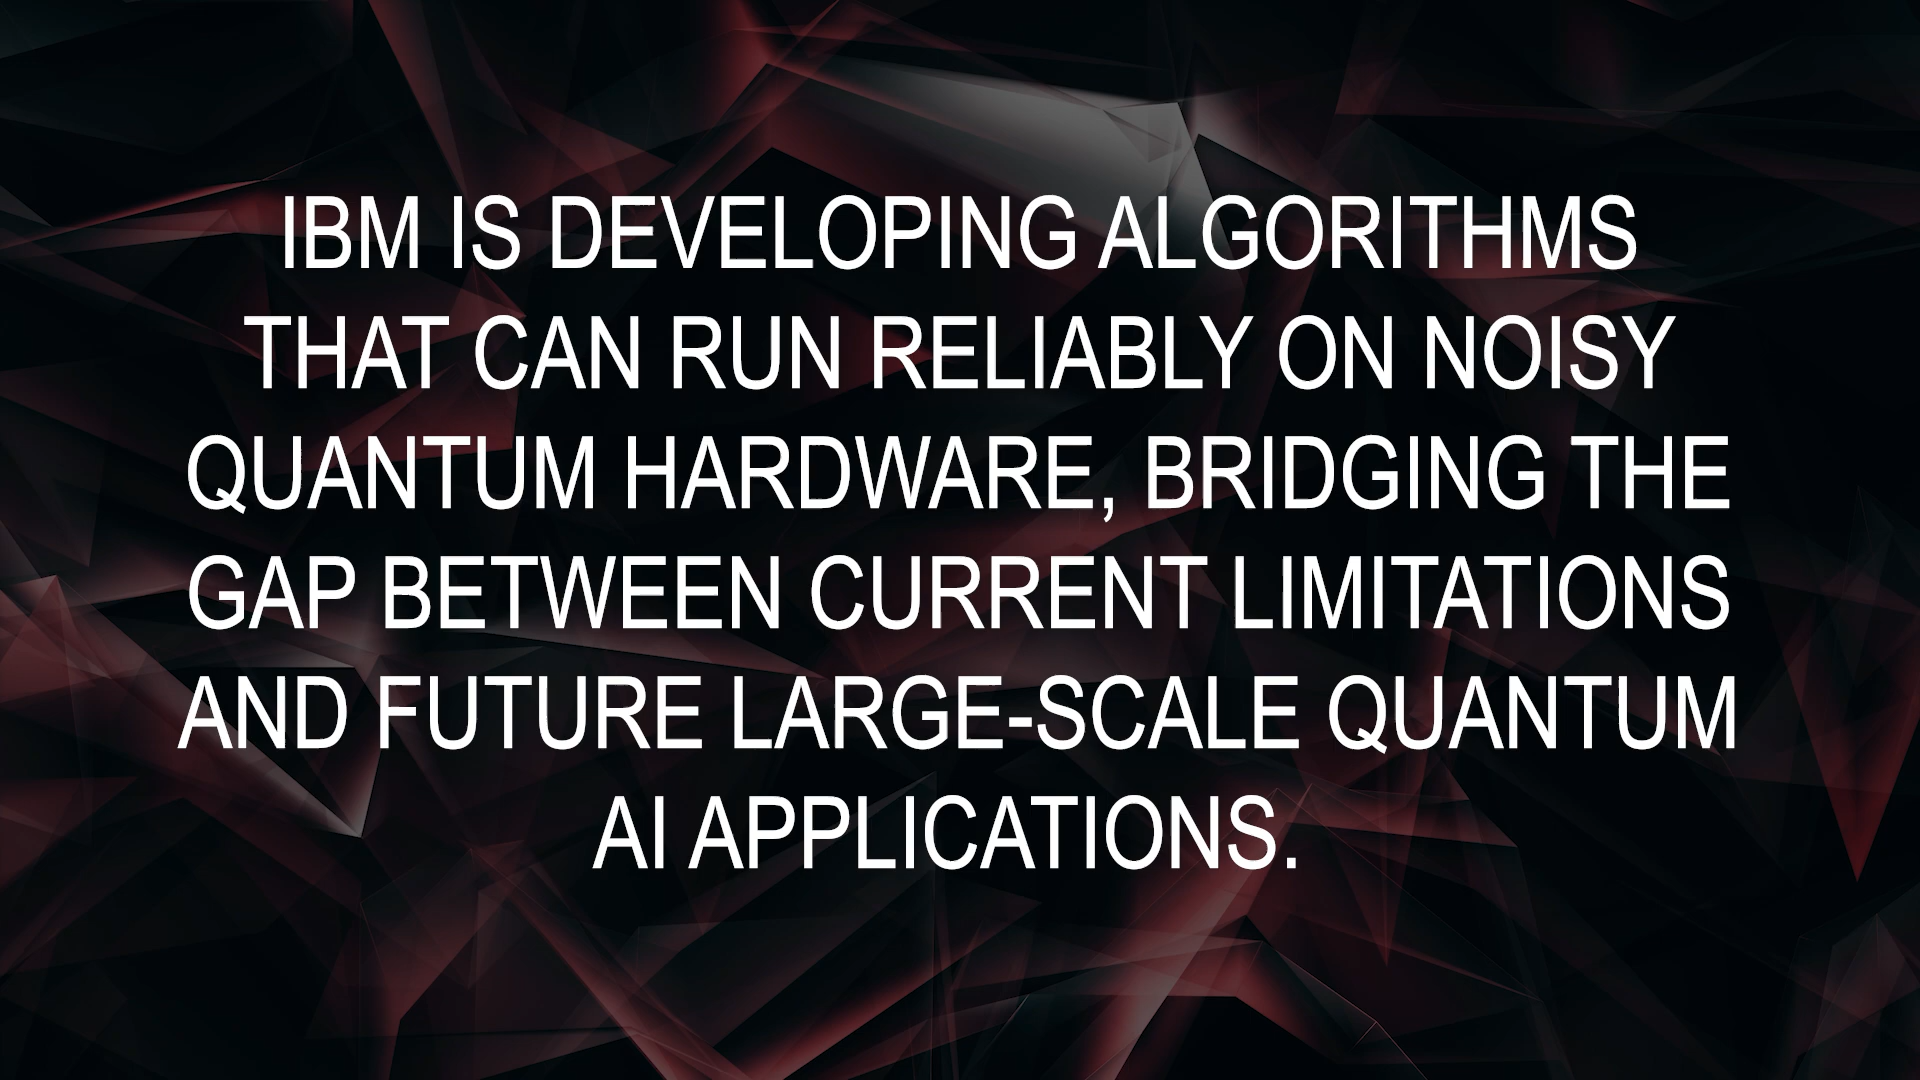 IBM IS DEVELOPING ALGORITHMS
THAT CAN RUN RELIABLY ON NOISY
QUANTUM HARDWARE, BRIDGING THE
GAP BETWEEN CURRENT LIMITATIONS
AND FUTURE LARGE-SCALE QUANTUM
AI APPLICATIONS.